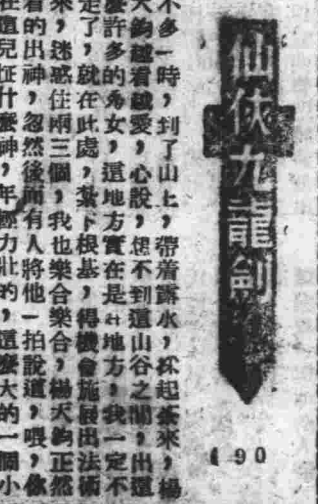 仙俠九龍劍
190
不多一時，到了山上，帶着露水，採起茶來，楊
大鈞越看越愛，心說，想不到這山谷之間，出這
麼許多的秀女，這地方實在是好地方，我一定不
走了，就在此處，紮下根基，得機會施展出法術
來，迷惑住兩三個，我也樂合樂合，楊大鈞正然
看的出神，忽然後面有人將他一拍說道，喂，你
在這兒怔什麼神，年輕力壯的，這麼大的一個小